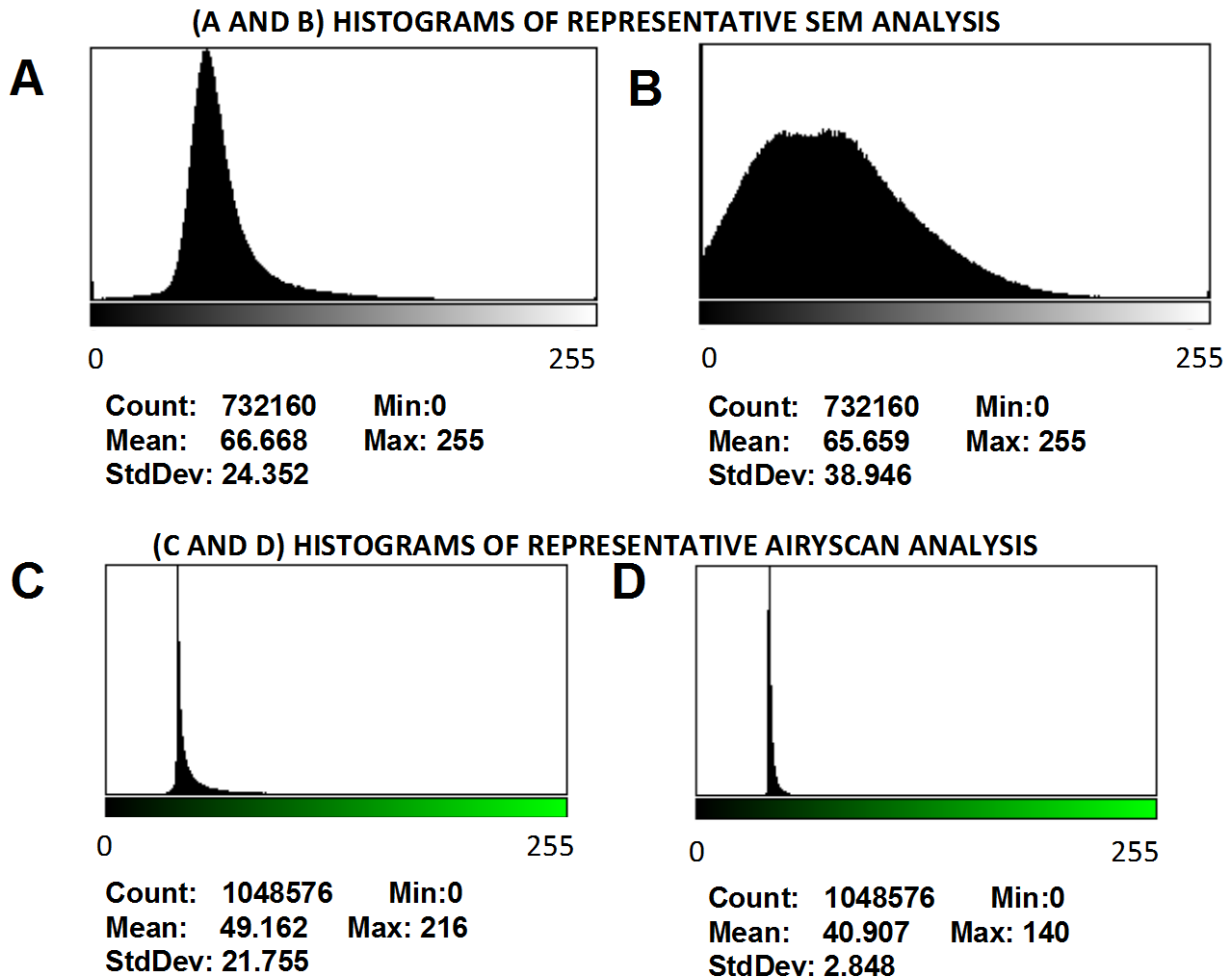 (A AND B) HISTOGRAMS OF REPRESENTATIVE SEM ANALYSIS
A
B
0 255
0 255
Count: 732160 Min:0
Mean: 66.668 Max: 255
StdDev: 24.352
Count: 732160 Min:0
Mean: 65.659 Max: 255
StdDev: 38.946
(C AND D) HISTOGRAMS OF REPRESENTATIVE AIRYSCAN ANALYSIS
C
D
0 255
0 255
Count: 1048576 Min:0
Mean: 49.162 Max: 216
StdDev: 21.755
Count: 1048576 Min:0
Mean: 40.907 Max: 140
StdDev: 2.848